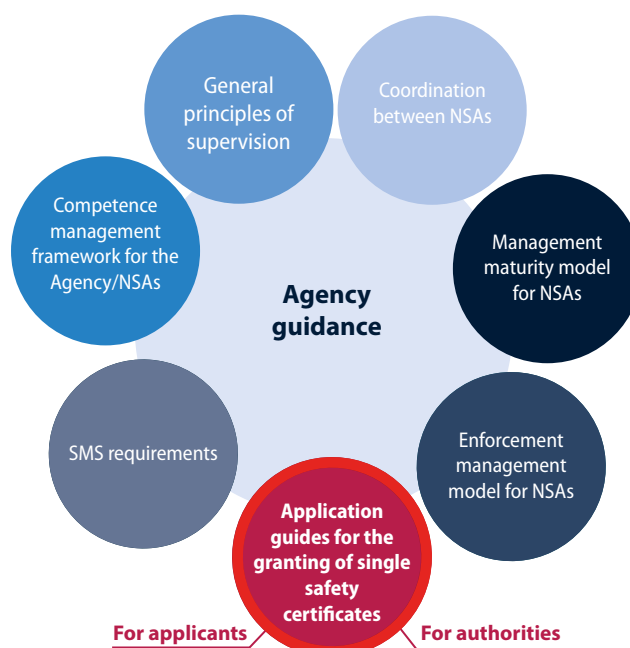 General
principles of
supervision
Coordination
between NSAs
Competence
management
framework for the
Agency/NSAs
Management
maturity model
for NSAs
Agency
guidance
SMS requirements
Enforcement
management
model for NSAs
Application
guides for the
granting of single
safety
certificates
For applicants
For authorities